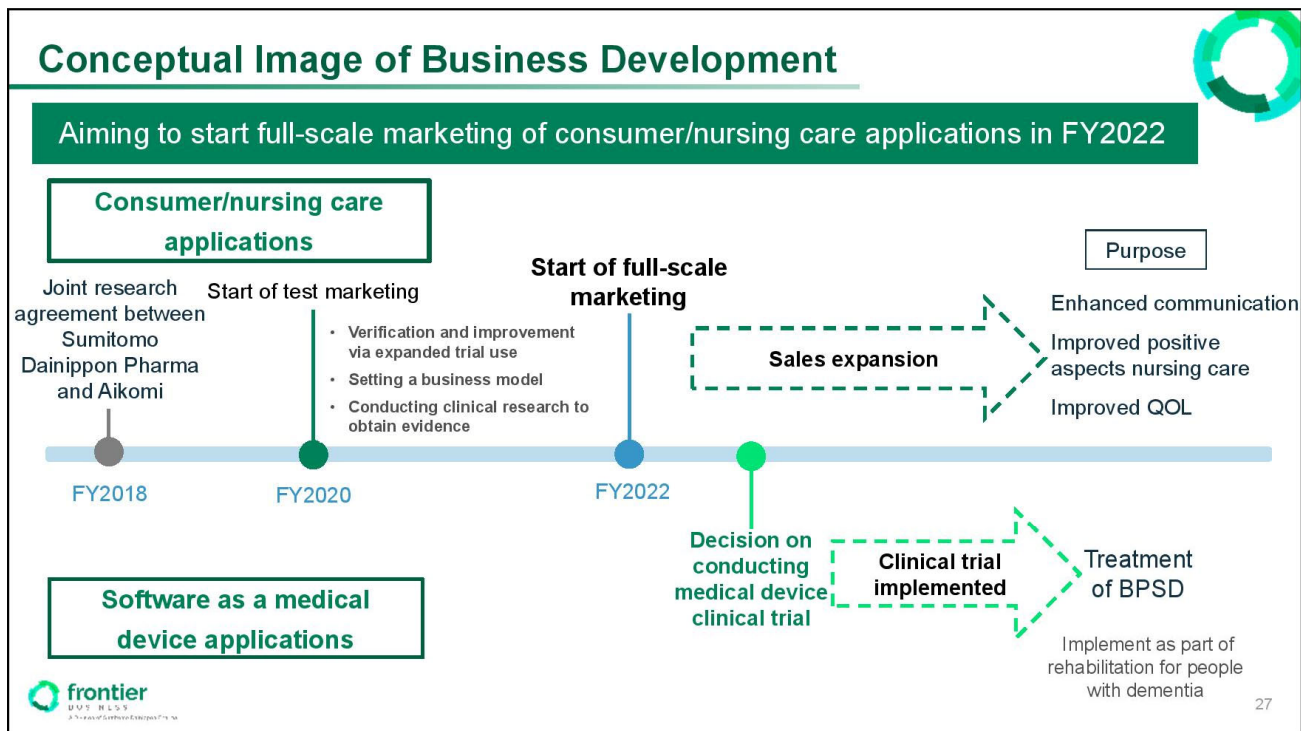 Conceptual Image of Business Development
Aiming to start full-scale marketing of consumer/nursing care applications in FY2022
Consumer/nursing care
applications
Joint research
agreement between
Sumitomo
Dainippon Pharma
and Aikomi
Start of test marketing
• Verification and improvement
via expanded trial use
• Setting a business model
• Conducting clinical research to
obtain evidence
Start of full-scale
marketing
Sales expansion
Purpose
Enhanced communication
Improved positive
aspects nursing care
Improved QOL
FY2018
FY2020
FY2022
Decision on
conducting
medical device
clinical trial
Clinical trial
implemented
Treatment
of BPSD
Implement as part of
rehabilitation for people
with dementia
Software as a medical
device applications
frontier
27